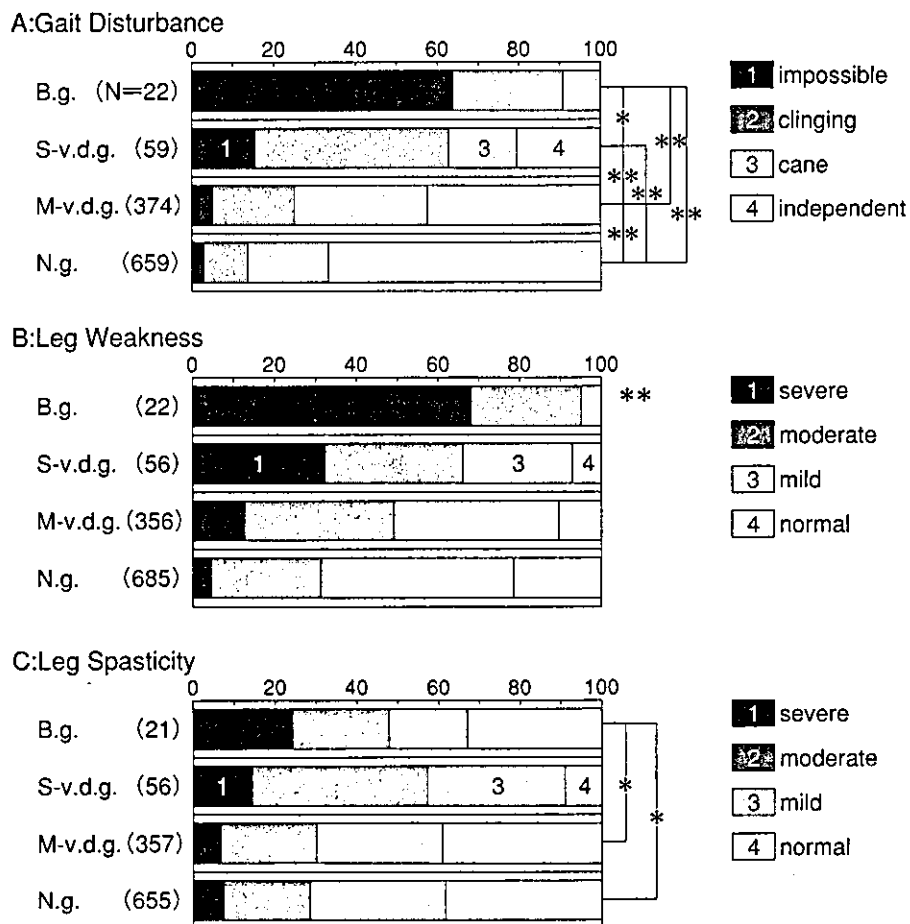 A:Gait Disturbance
0 20 40 60 80 100
B.g. (N=22)
S-v.d.g. (59) 1 3 4
M-v.d.g. (374)
N.g. (659)
* ** ** ** ** **
1 impossible
2 clinging
3 cane
4 independent
B:Leg Weakness
0 20 40 60 80 100
B.g. (22) **
S-v.d.g. (56) 1 3 4
M-v.d.g. (356)
N.g. (685)
1 severe
2 moderate
3 mild
4 normal
C:Leg Spasticity
0 20 40 60 80 100
B.g. (21)
S-v.d.g. (56) 1 3 4
M-v.d.g. (357)
N.g. (655)
* *
1 severe
2 moderate
3 mild
4 normal